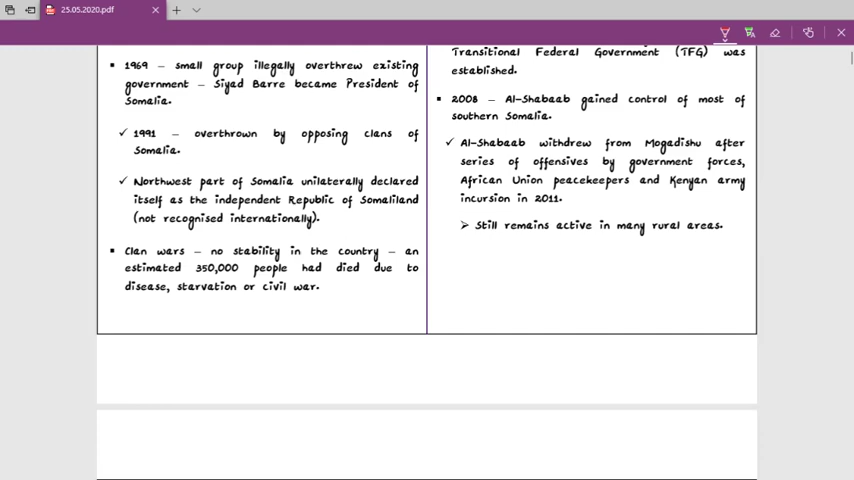 25.05.2020.pdf
1969 – small group illegally overthrew existing
government – Siyad Barre became President of
Somalia.
1991 – overthrown by opposing clans of
Somalia.
Northwest part of Somalia unilaterally declared
itself as the independent Republic of Somaliland
(not recognised internationally).
Clan wars – no stability in the country – an
estimated 350,000 people had died due to
disease, starvation or civil war.
Transitional Federal Government (TFG) was
established.
2008 – Al-Shabaab gained control of most of
southern Somalia.
Al-Shabaab withdrew from Mogadishu after
series of offensives by government forces,
African Union peacekeepers and Kenyan army
incursion in 2011.
Still remains active in many rural areas.